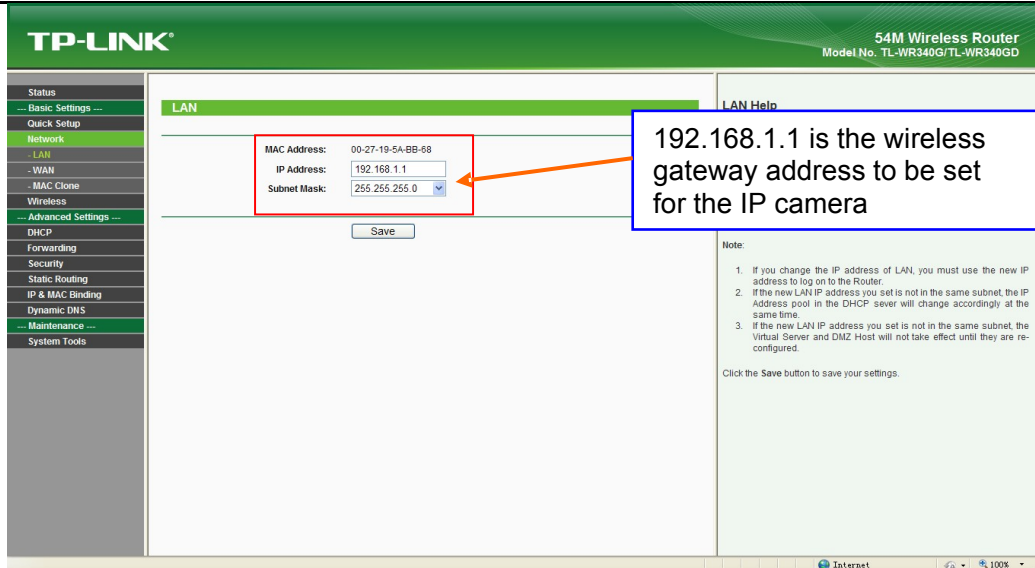 TP-LINK®
54M Wireless Router
Model No. TL-WR340G/TL-WR340GD
Status
--- Basic Settings ---
Quick Setup
Network
- LAN
- WAN
- MAC Clone
Wireless
--- Advanced Settings ---
DHCP
Forwarding
Security
Static Routing
IP & MAC Binding
Dynamic DNS
--- Maintenance ---
System Tools
LAN
MAC Address: 00-27-19-5A-BB-68
IP Address: 192.168.1.1
Subnet Mask: 255.255.255.0
Save
LAN Help
192.168.1.1 is the wireless
gateway address to be set
for the IP camera
Note:
1. If you change the IP address of LAN, you must use the new IP
address to log on to the Router.
2. If the new LAN IP address you set is not in the same subnet, the IP
Address pool in the DHCP sever will change accordingly at the
same time.
3. If the new LAN IP address you set is not in the same subnet, the
Virtual Server and DMZ Host will not take effect until they are re-
configured.
Click the Save button to save your settings.
Internet
100%